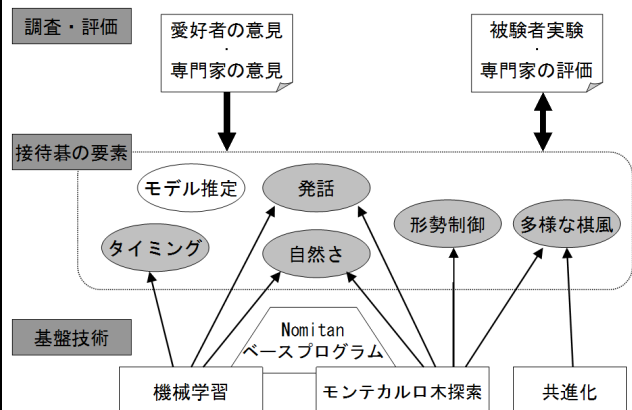 調査・評価
愛好者の意見
・
専門家の意見
被験者実験
・
専門家の評価
接待碁の要素
モデル推定
発話
形勢制御
多様な棋風
タイミング
自然さ
基盤技術
Nomitan
ベースプログラム
機械学習
モンテカルロ木探索
共進化